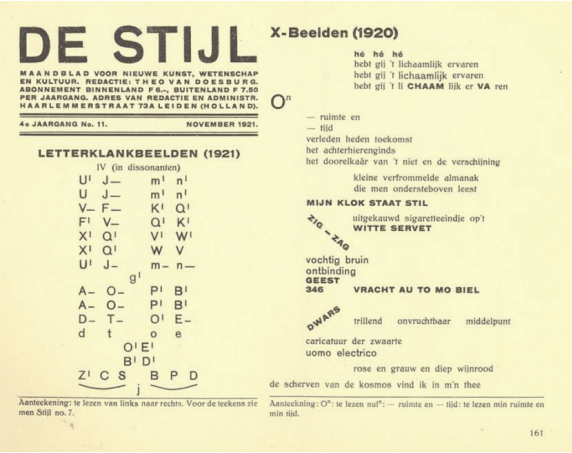 DE STIJL
MAANDBLAD VOOR NIEUWE KUNST, WETENSCHAP
EN KULTUUR. REDACTIE: THEO VAN DOESBURG.
ABONNEMENT BINNENLAND F 6.–, BUITENLAND F 7.50
PER JAARGANG. ADRES VAN REDACTIE EN ADMINISTR.
HAARLEMMERSTRAAT 73A LEIDEN (HOLLAND).
4e JAARGANG No. 11. NOVEMBER 1921.
LETTERKLANKBEELDEN (1921)
IV (in dissonanten)
U| J— m| n|
U J— m| n|
V— F— K| Q|
F| V— Q| K|
X| Q| V| W|
X| Q| W V
U| J— m— n—
g|
A— O— P| B|
A— O— P| B|
D— T— O| E—
d t o e
O| E|
B| D|
Z| C S B P D
j
Aanteekening: te lezen van links naar rechts. Voor de teekens zie
men Stijl no. 7.
X-Beelden (1920)
hé hé hé
hebt gij 't lichaamlijk ervaren
hebt gij 't lichaamlijk ervaren
hebt gij 't li CHAAM lijk er VA ren
Oⁿ
— ruimte en
— tijd
verleden heden toekomst
het achterhierenginds
het doorelkaâr van 't niet en de verschijning
kleine verfrommelde almanak
die men ondersteboven leest
MIJN KLOK STAAT STIL
uitgekauwd sigaretteeindje op't
WITTE SERVET
ZIG – ZAG
vochtig bruin
ontbinding
GEEST
346 VRACHT AU TO MO BIEL
DWARS
trillend onvruchtbaar middelpunt
caricatuur der zwaarte
uomo electrico
rose en grauw en diep wijnrood
de scherven van de kosmos vind ik in m'n thee
Aanteekening: Oⁿ: te lezen nulⁿ; — ruimte en — tijd: te lezen min ruimte en
min tijd.
161